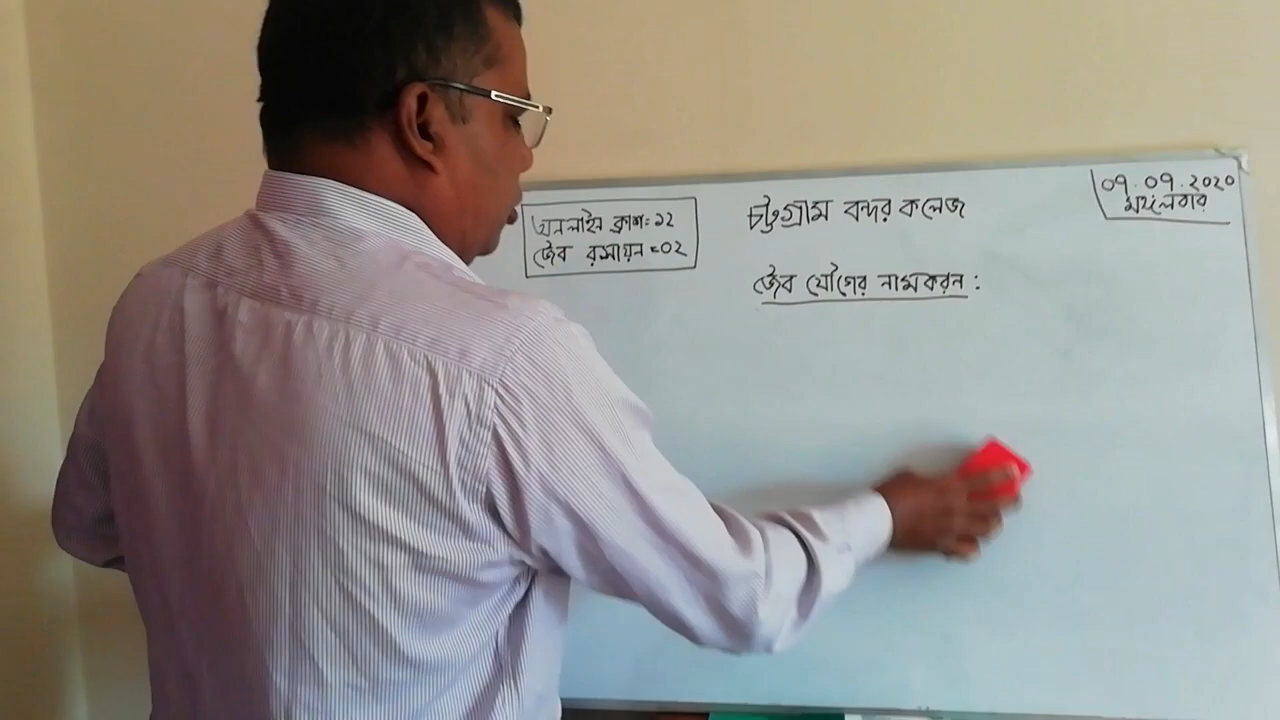 অনলাইন ক্লাশ:১২
জৈব রসায়ন =০২
চট্টগ্রাম বন্দর কলেজ
০৭.০৭.২০২০
মঙ্গলবার
জৈব যৌগের নামকরন :